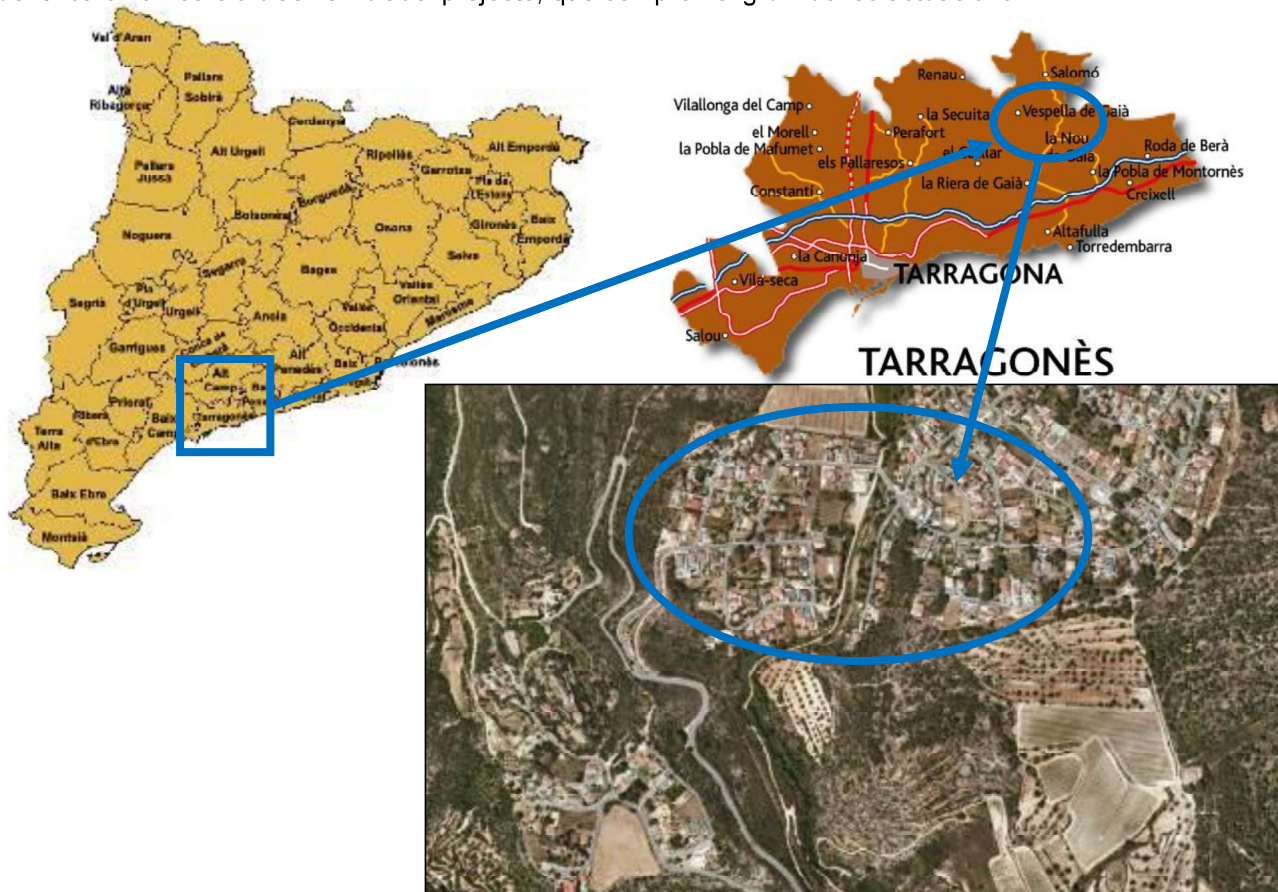 Val d'Aran
Alta
Ribagorça
Pallars
Sobirà
Cerdanya
Pallars
Jussà
Alt Urgell
Ripollès
Alt Empordà
Garrotxa
Pla de
l'Estany
Berguedà
Solsonès
Noguera
Osona
Gironès
Baix
Empordà
Segarra
Bages
Selva
Pla
d'Urgell
Segrià
Urgell
Anoia
Vallès
Oriental
Maresme
Vallès
Occidental
Garrigues
Conca de
Alt
Penedès
Baix
Alt
Camp
Priorat
Tarragonès
Baix
Camp
Ribera
d'Ebre
Terra
Alta
Baix Ebre
Montsià
Renau
Salomó
Vilallonga del Camp
la Secuita
Vespella de Gaià
el Morell
Perafort
la Nou
de Gaià
Roda de Berà
la Pobla de Mafumet
els Pallaresos
la Pobla de Montornès
Constantí
la Riera de Gaià
Creixell
Altafulla
Torredembarra
la Canonja
Vila-seca
TARRAGONA
Salou
TARRAGONÈS